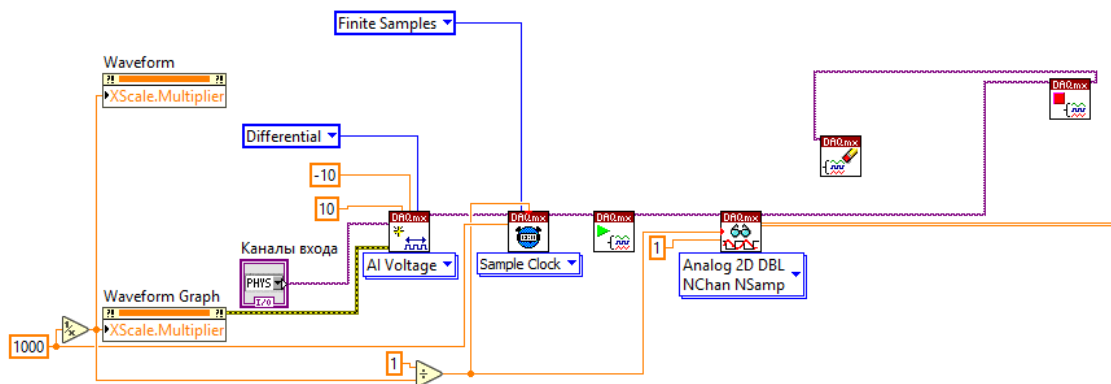 Finite Samples
Waveform
XScale.Multiplier
DAQmx
Differential
DAQmx
-10
10
DAQmx
DAQmx
DAQmx
DAQmx
Каналы входа
1
AI Voltage
Sample Clock
Analog 2D DBL
NChan NSamp
PHYS
I/O
Waveform Graph
XScale.Multiplier
1/x
1000
1
÷